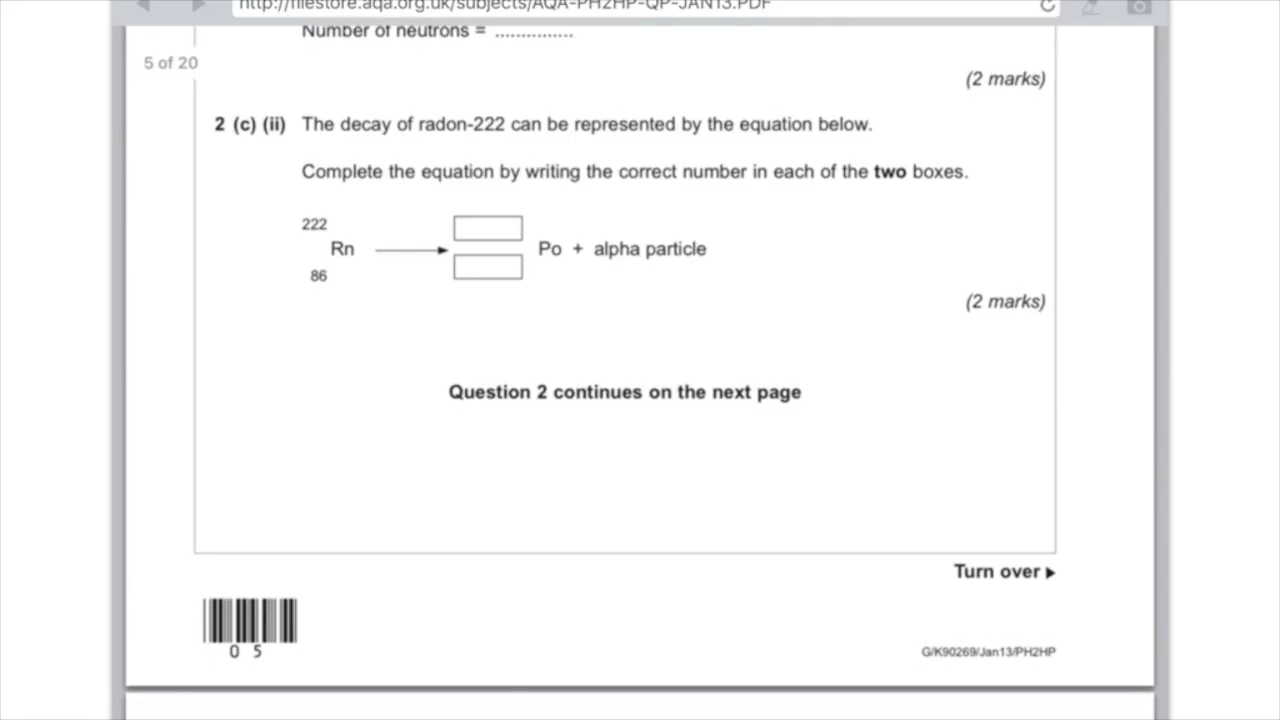 http://filestore.aqa.org.uk/subjects/AQA-PH2HP-QP-JAN13.PDF
Number of neutrons = ...............
5 of 20
(2 marks)
2 (c) (ii) The decay of radon-222 can be represented by the equation below.
Complete the equation by writing the correct number in each of the two boxes.
222
Rn Po + alpha particle
86
(2 marks)
Question 2 continues on the next page
Turn over
0 5
G/K90269/Jan13/PH2HP